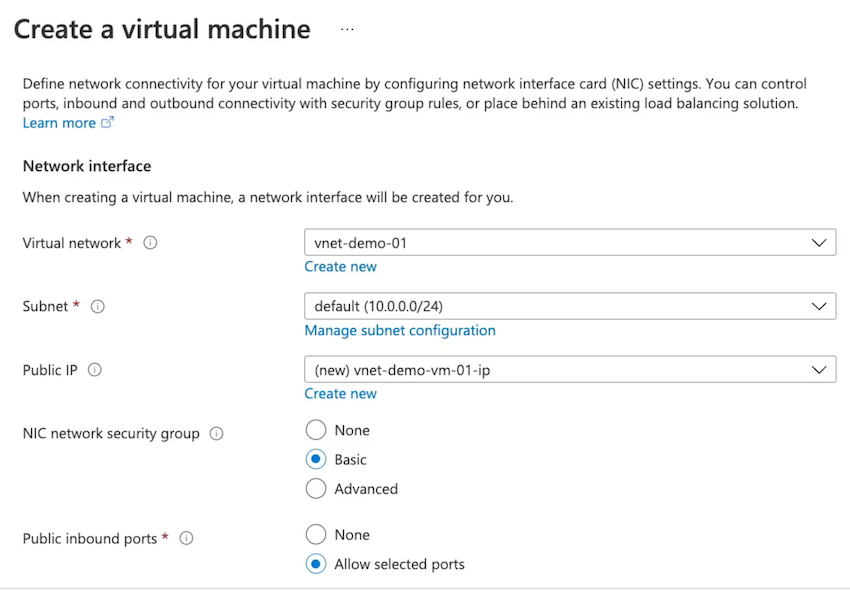 Create a virtual machine ...
Define network connectivity for your virtual machine by configuring network interface card (NIC) settings. You can control
ports, inbound and outbound connectivity with security group rules, or place behind an existing load balancing solution.
Learn more
Network interface
When creating a virtual machine, a network interface will be created for you.
Virtual network *
vnet-demo-01
Create new
Subnet *
default (10.0.0.0/24)
Manage subnet configuration
Public IP
(new) vnet-demo-vm-01-ip
Create new
NIC network security group
None
Basic
Advanced
Public inbound ports *
None
Allow selected ports